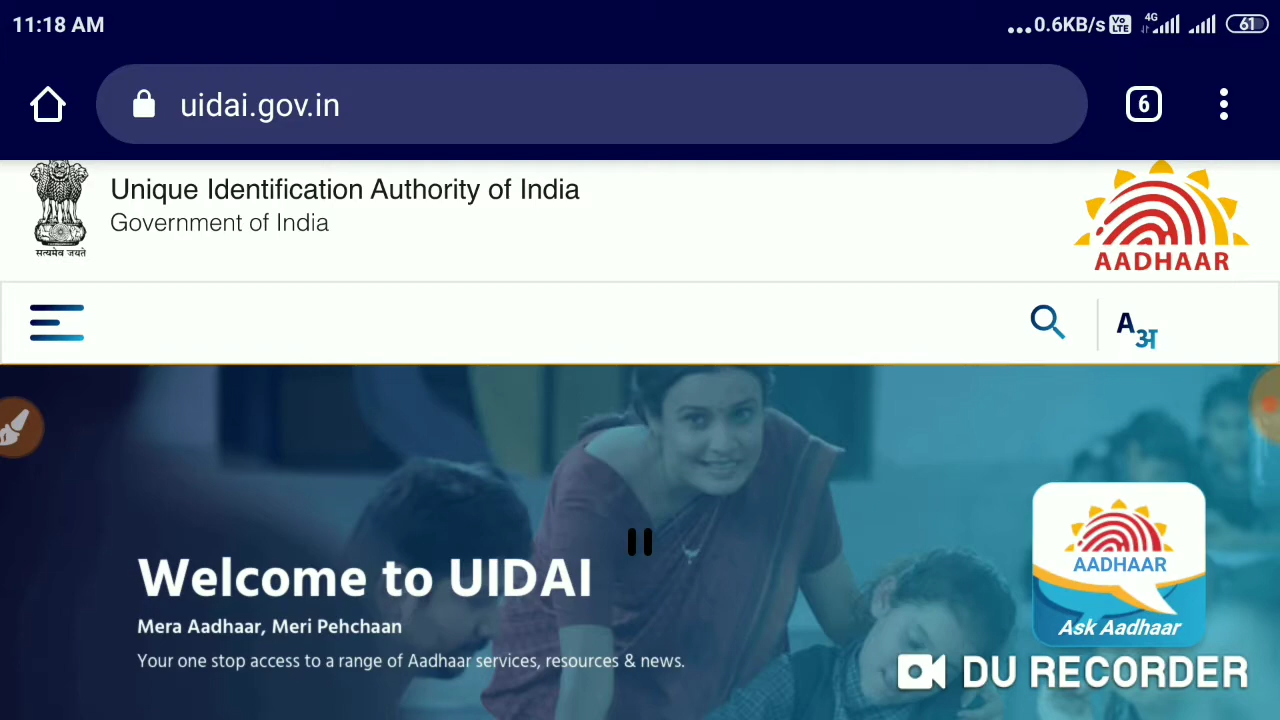 11:18 AM
...0.6KB/s Vo LTE 4G 61
uidai.gov.in
6
Unique Identification Authority of India
Government of India
सत्यमेव जयते
AADHAAR
A अ
Welcome to UIDAI
Mera Aadhaar, Meri Pehchaan
Your one stop access to a range of Aadhaar services, resources & news.
AADHAAR
Ask Aadhaar
DU RECORDER